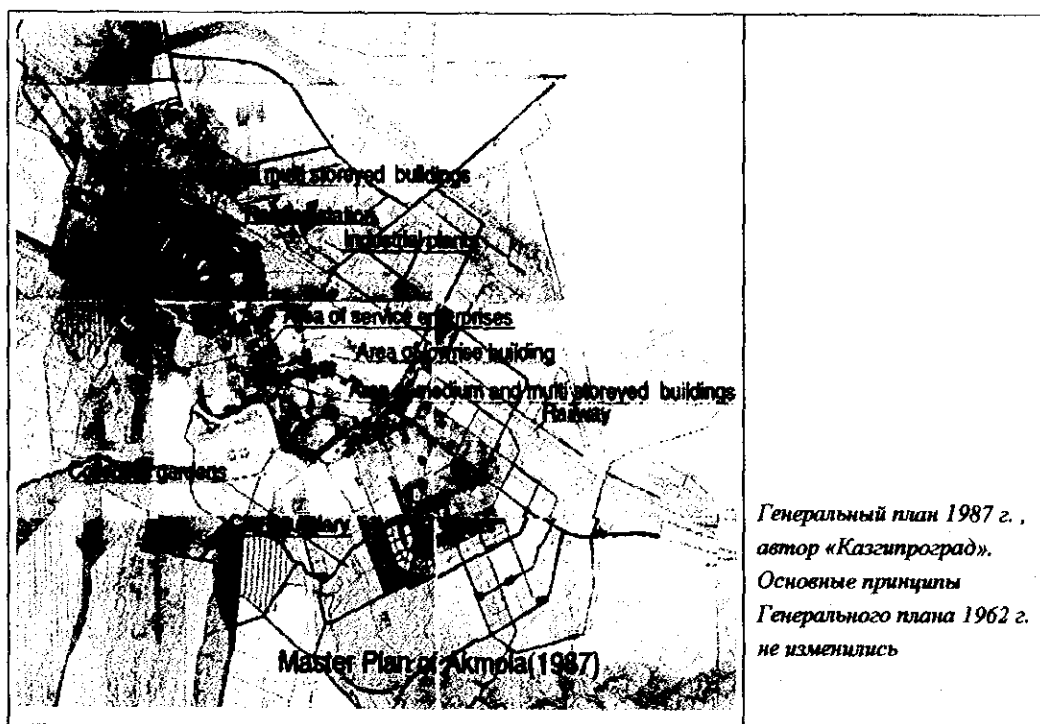 multi storeyed buildings
Industrial plants
Area of service enterprises
Area of building
Area medium and multi storeyed buildings
Railway
gardens
Master Plan of Akmola(1987)
Генеральный план 1987 г. ,
автор «Казгипроград».
Основные принципы
Генерального плана 1962 г.
не изменились